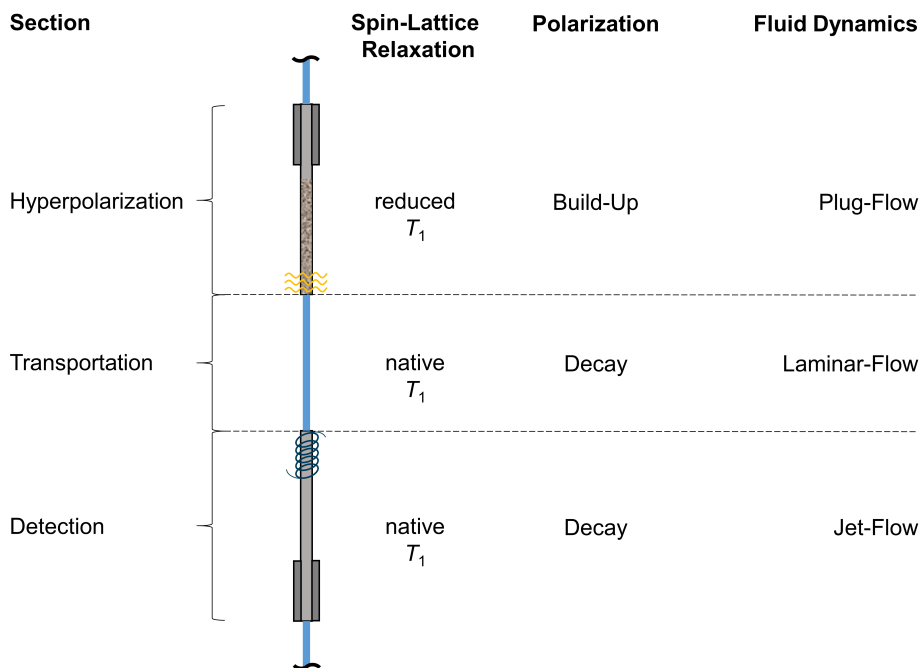 Section Spin-Lattice Relaxation Polarization Fluid Dynamics
Hyperpolarization reduced T1 Build-Up Plug-Flow
Transportation native T1 Decay Laminar-Flow
Detection native T1 Decay Jet-Flow